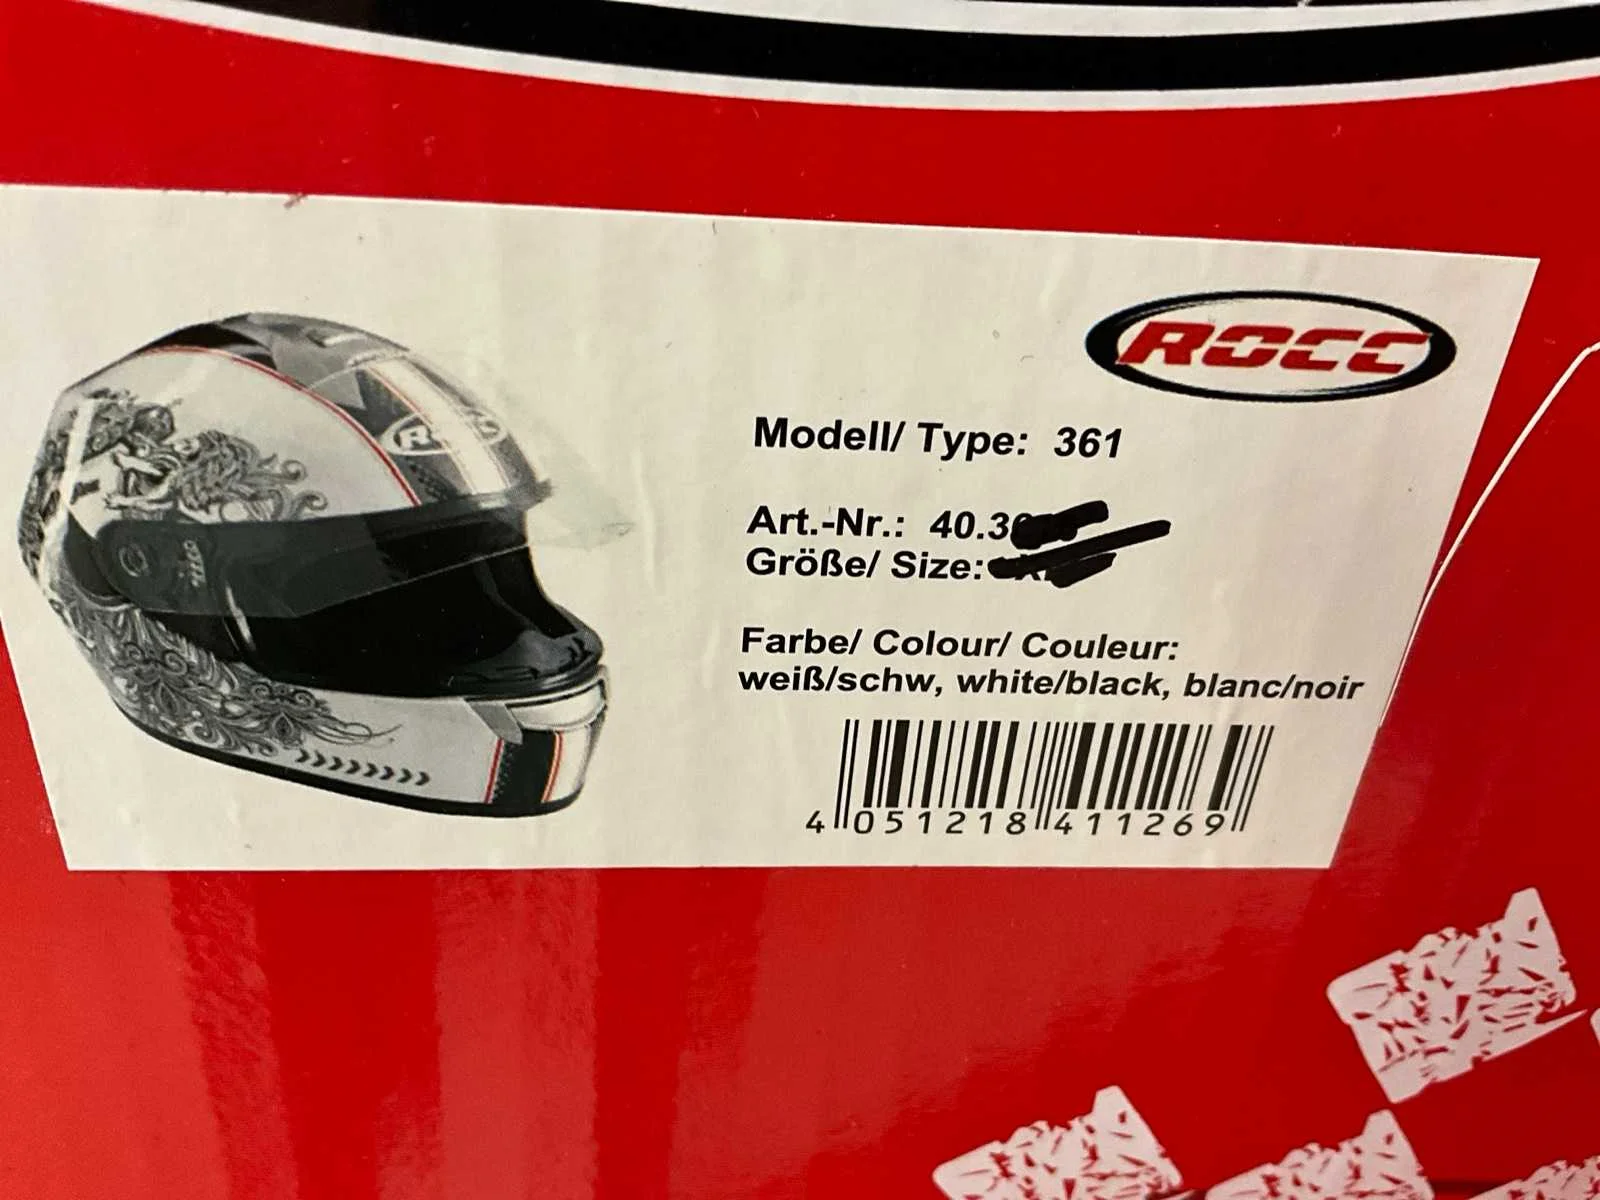 ROCC
Modell/ Type: 361
Art.-Nr.: 40.3
Größe/ Size:
Farbe/ Colour/ Couleur:
weiß/schw, white/black, blanc/noir
4 051218 411269